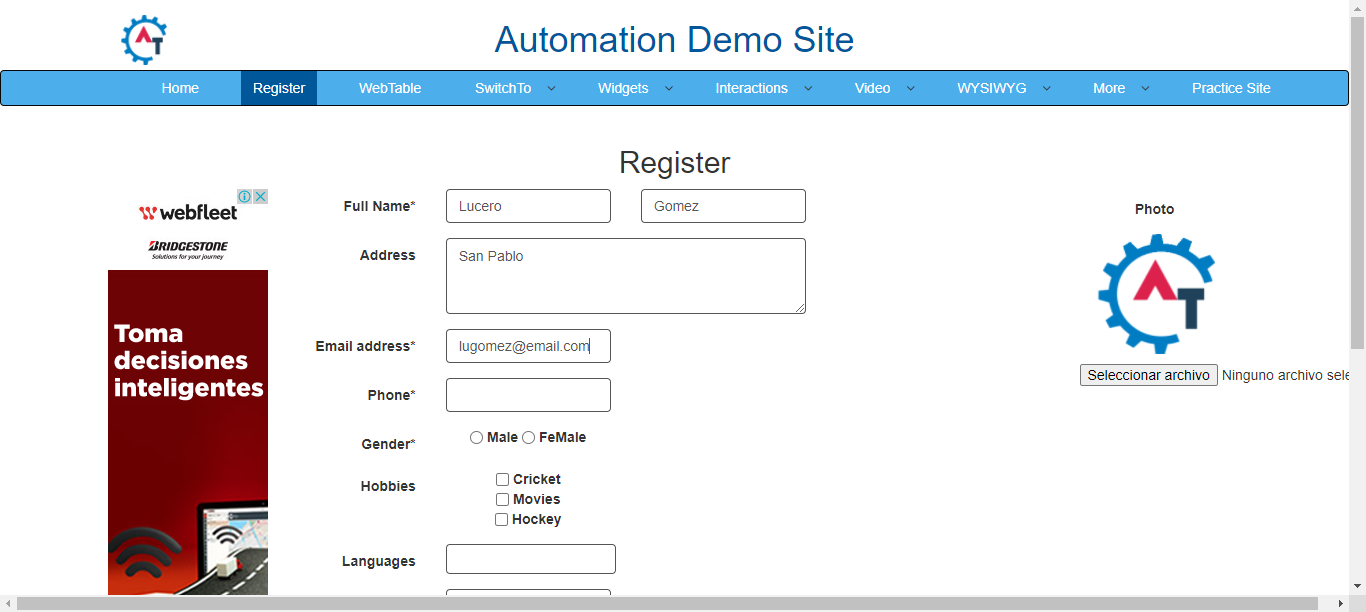 AT
Automation Demo Site
Home Register WebTable SwitchTo Widgets Interactions Video WYSIWYG More Practice Site
Register
webfleet
BRIDGESTONE
Solutions for your journey
Toma
decisiones
inteligentes
Full Name* Lucero Gomez
Address San Pablo
Email address* lugomez@email.com
Phone*
Gender* Male FeMale
Hobbies Cricket
Movies
Hockey
Languages
Photo
AT
Seleccionar archivo Ninguno archivo sele